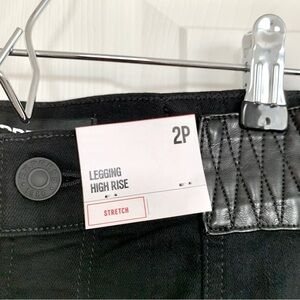 2P
LEGGING
HIGH RISE
STRETCH